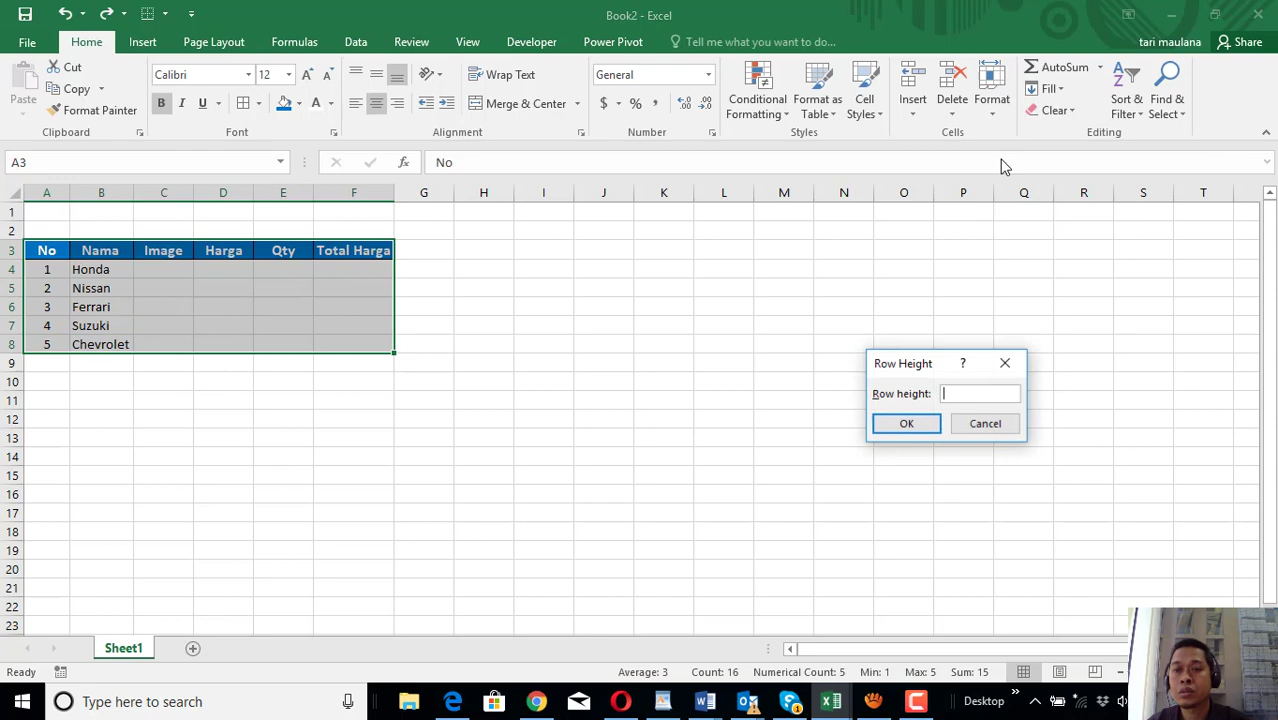 Book2 - Excel
File Home Insert Page Layout Formulas Data Review View Developer Power Pivot Tell me what you want to do... tari maulana Share
Paste
Cut
Copy
Format Painter
Clipboard
Calibri 12
B I U
Font
Wrap Text
Merge & Center
Alignment
General
$ % ,
Number
Conditional Formatting
Format as Table
Cell Styles
Styles
Insert Delete Format
Cells
AutoSum
Fill
Clear
Sort & Filter
Find & Select
Editing
A3 fx No
A B C D E F G H I J K L M N O P Q R S T
1
2
3 No Nama Image Harga Qty Total Harga
4 1 Honda
5 2 Nissan
6 3 Ferrari
7 4 Suzuki
8 5 Chevrolet
9
10
11
12
13
14
15
16
17
18
19
20
21
22
23
Row Height ?
Row height:
OK Cancel
Sheet1
Ready Average: 3 Count: 16 Numerical Count: 5 Min: 1 Max: 5 Sum: 15
Type here to search Desktop